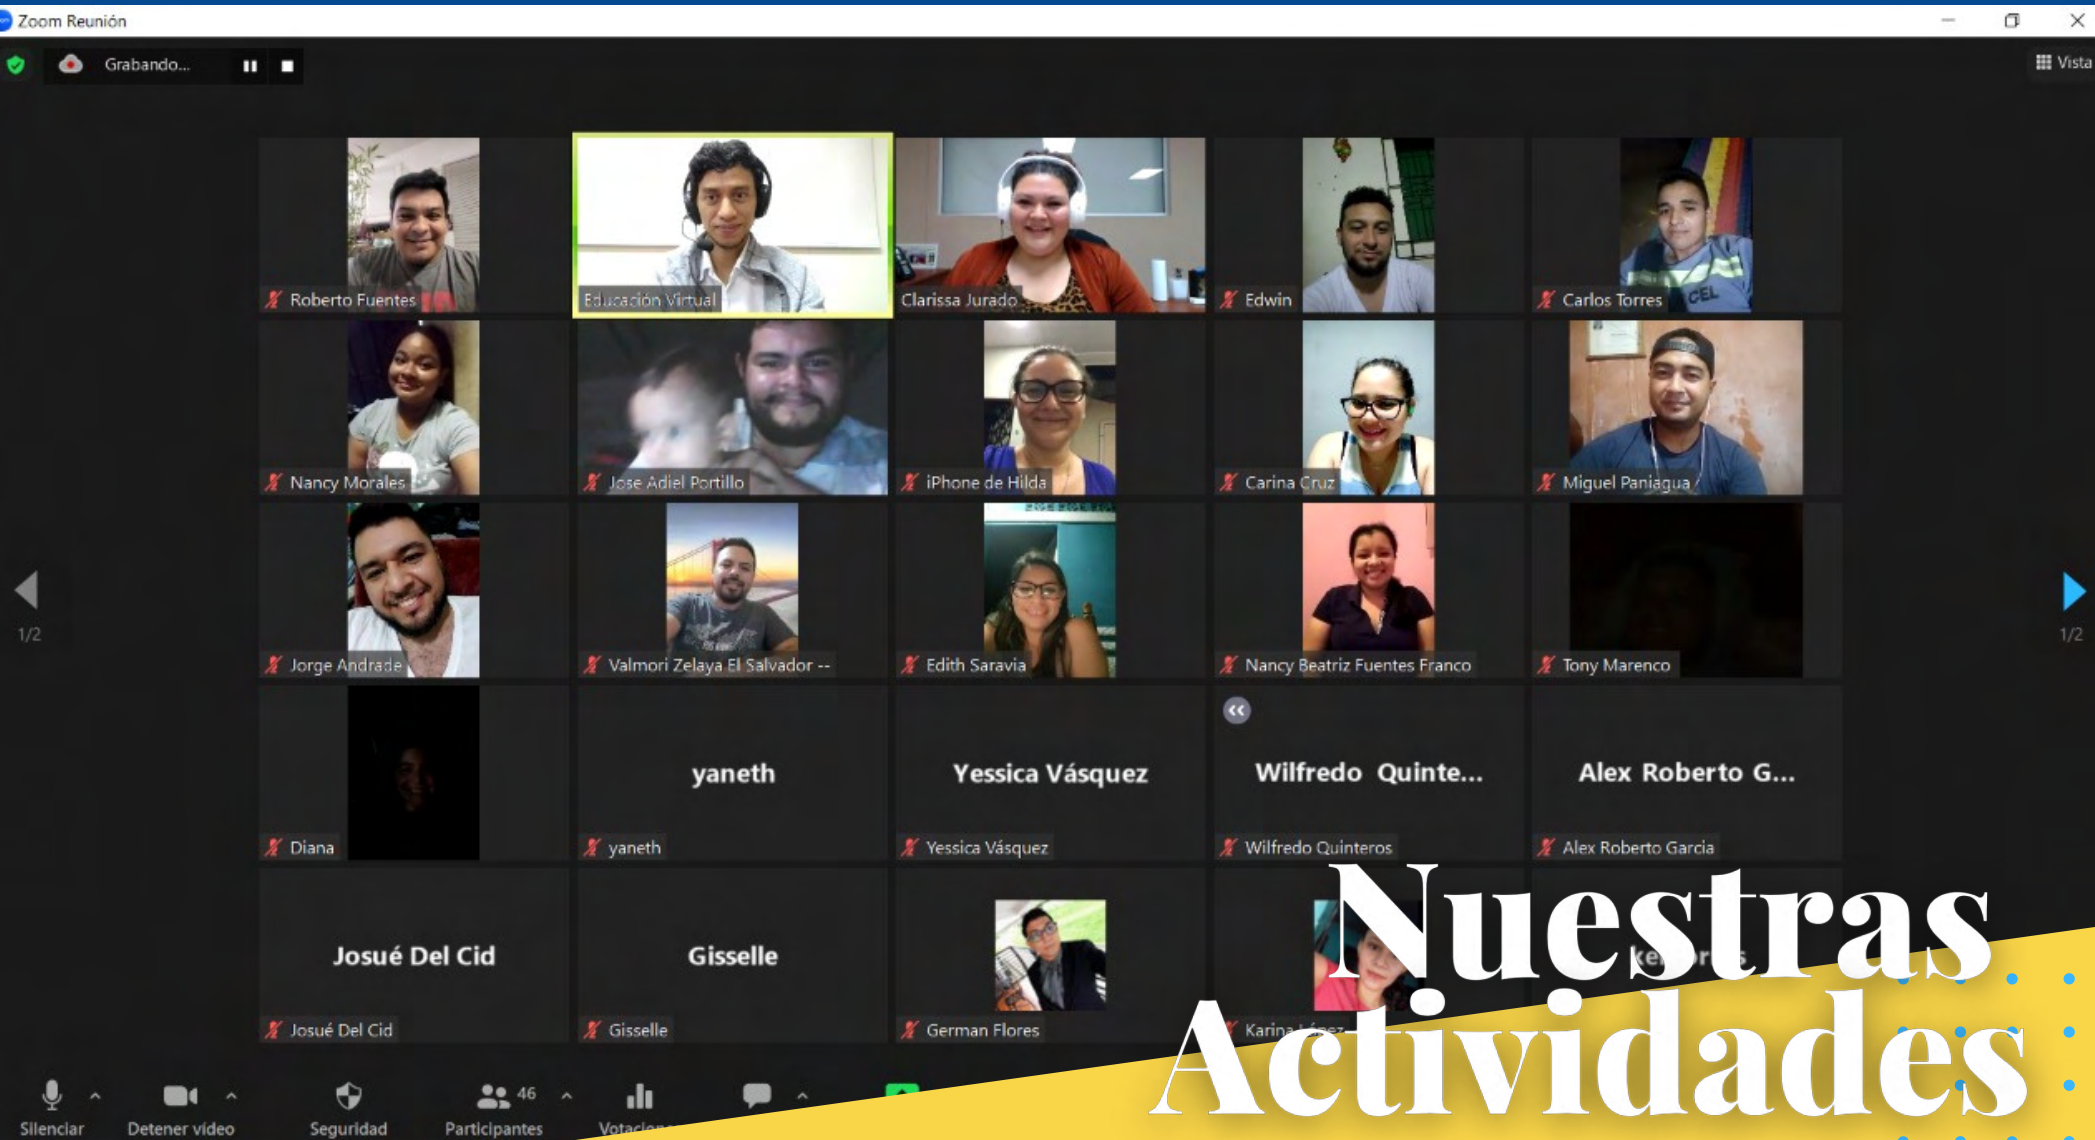 Zoom Reunión
Grabando...
Vista
Roberto Fuentes
Educación Virtual
Clarissa Jurado
Edwin
Carlos Torres
CEL
Nancy Morales
Jose Adiel Portillo
iPhone de Hilda
Carina Cruz
Miguel Paniagua
Jorge Andrade
Valmori Zelaya El Salvador --
Edith Saravia
Nancy Beatriz Fuentes Franco
Tony Marenco
1/2
1/2
Diana
yaneth
yaneth
Yessica Vásquez
Yessica Vásquez
Wilfredo Quinte...
Wilfredo Quinteros
Alex Roberto G...
Alex Roberto Garcia
Josué Del Cid
Josué Del Cid
Gisselle
Gisselle
German Flores
Karina López
Nuestras
Actividades
Silenciar
Detener video
Seguridad
46
Participantes